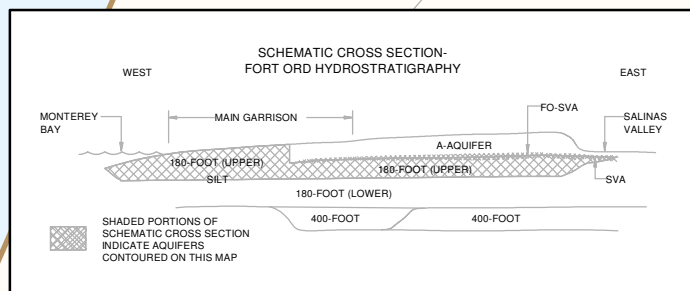 SCHEMATIC CROSS SECTION-
FORT ORD HYDROSTRATIGRAPHY
WEST
EAST
FO-SVA
MONTEREY
BAY
MAIN GARRISON
SALINAS
VALLEY
A-AQUIFER
180-FOOT (UPPER)
180-FOOT (UPPER)
SILT
SVA
180-FOOT (LOWER)
400-FOOT
400-FOOT
SHADED PORTIONS OF
SCHEMATIC CROSS SECTION
INDICATE AQUIFERS
CONTOURED ON THIS MAP